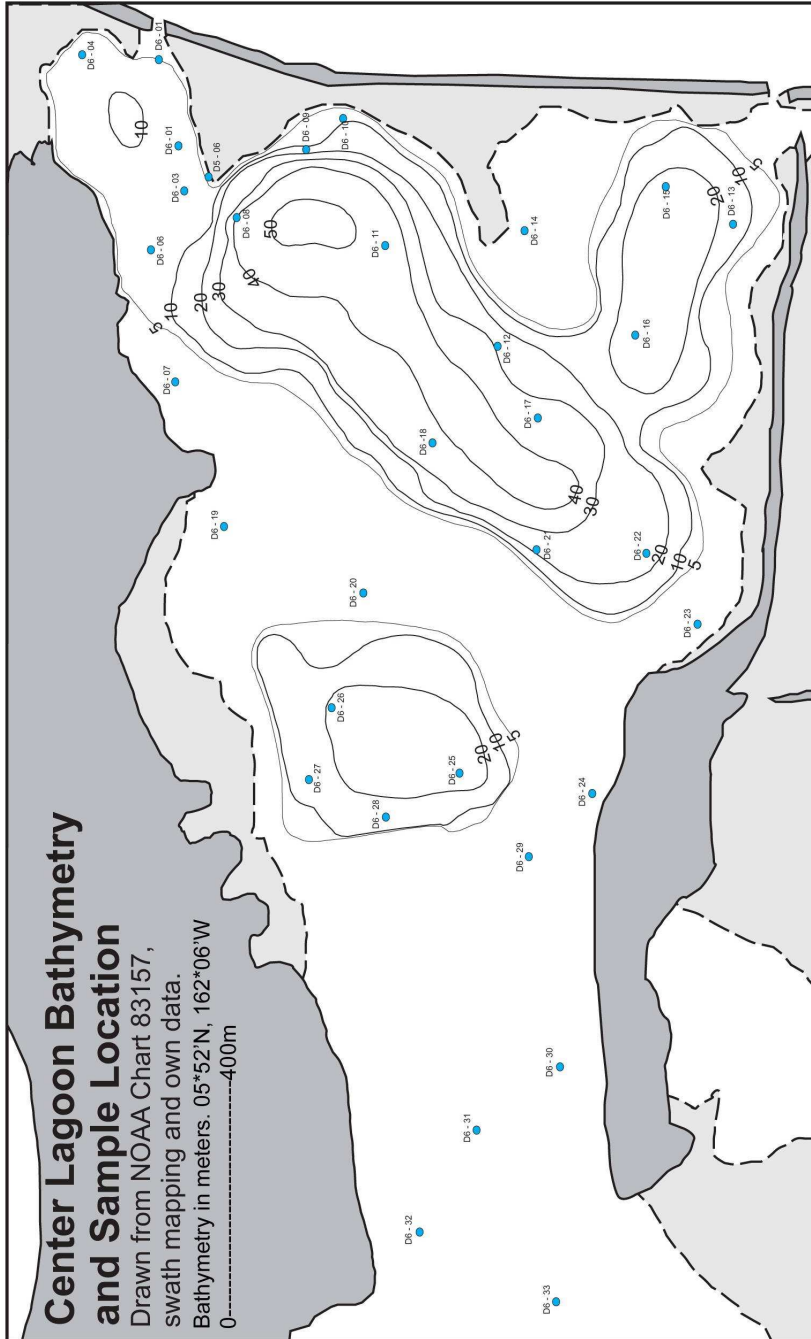 Center Lagoon Bathymetry
and Sample Location
Drawn from NOAA Chart 83157,
swath mapping and own data.
Bathymetry in meters. 05*52'N, 162*06'W
0------------------------400m
D6 - 04
D6 - 01
10
D6 - 01
D6 - 03
D5 - 06
D6 - 06
D6 - 07
5
10
20
30
40
50
D6 - 08
D6 - 09
D6 - 10
D6 - 11
D6 - 12
D6 - 14
D6 - 15
D6 - 13
20
10
5
D6 - 16
D6 - 17
D6 - 18
40
30
20
10
5
D6 - 19
D6 - 20
D6 - 21
D6 - 22
D6 - 23
D6 - 26
D6 - 27
D6 - 28
D6 - 25
20
10
5
D6 - 24
D6 - 29
D6 - 30
D6 - 31
D6 - 32
D6 - 33